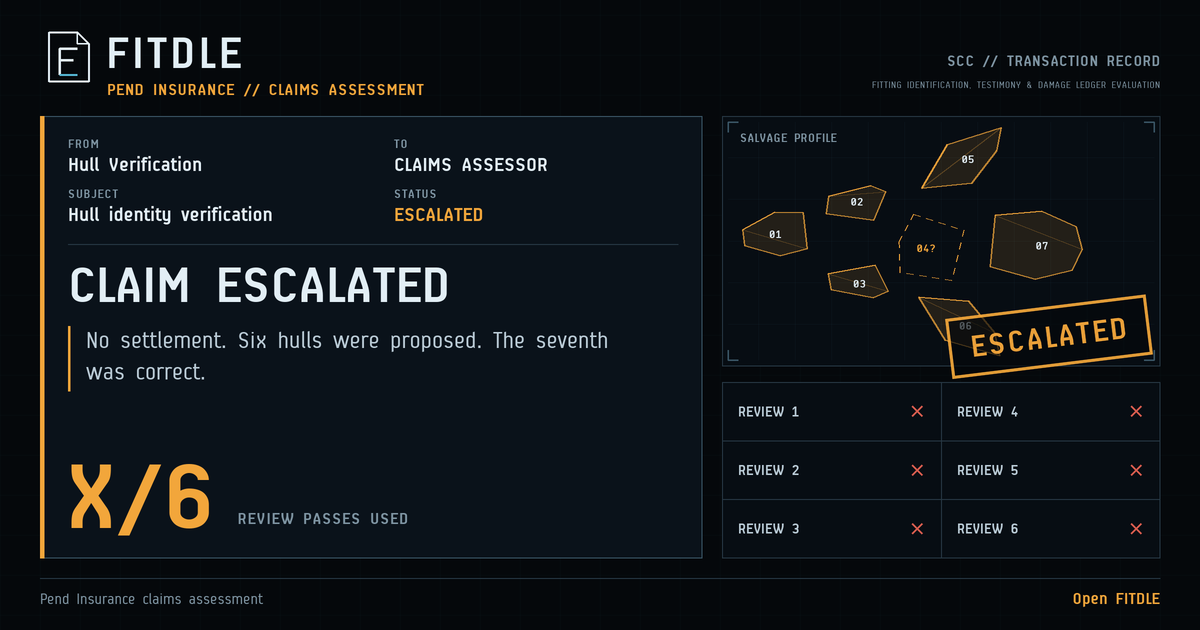 FITDLE
PEND INSURANCE // CLAIMS ASSESSMENT
SCC // TRANSACTION RECORD
FITTING IDENTIFICATION, TESTIMONY & DAMAGE LEDGER EVALUATION
FROM
Hull Verification
TO
CLAIMS ASSESSOR
SUBJECT
Hull identity verification
STATUS
ESCALATED
CLAIM ESCALATED
No settlement. Six hulls were proposed. The seventh
was correct.
X/6
REVIEW PASSES USED
SALVAGE PROFILE
05
02
01
04?
07
03
06
ESCALATED
REVIEW 1
REVIEW 4
REVIEW 2
REVIEW 5
REVIEW 3
REVIEW 6
Pend Insurance claims assessment
Open FITDLE